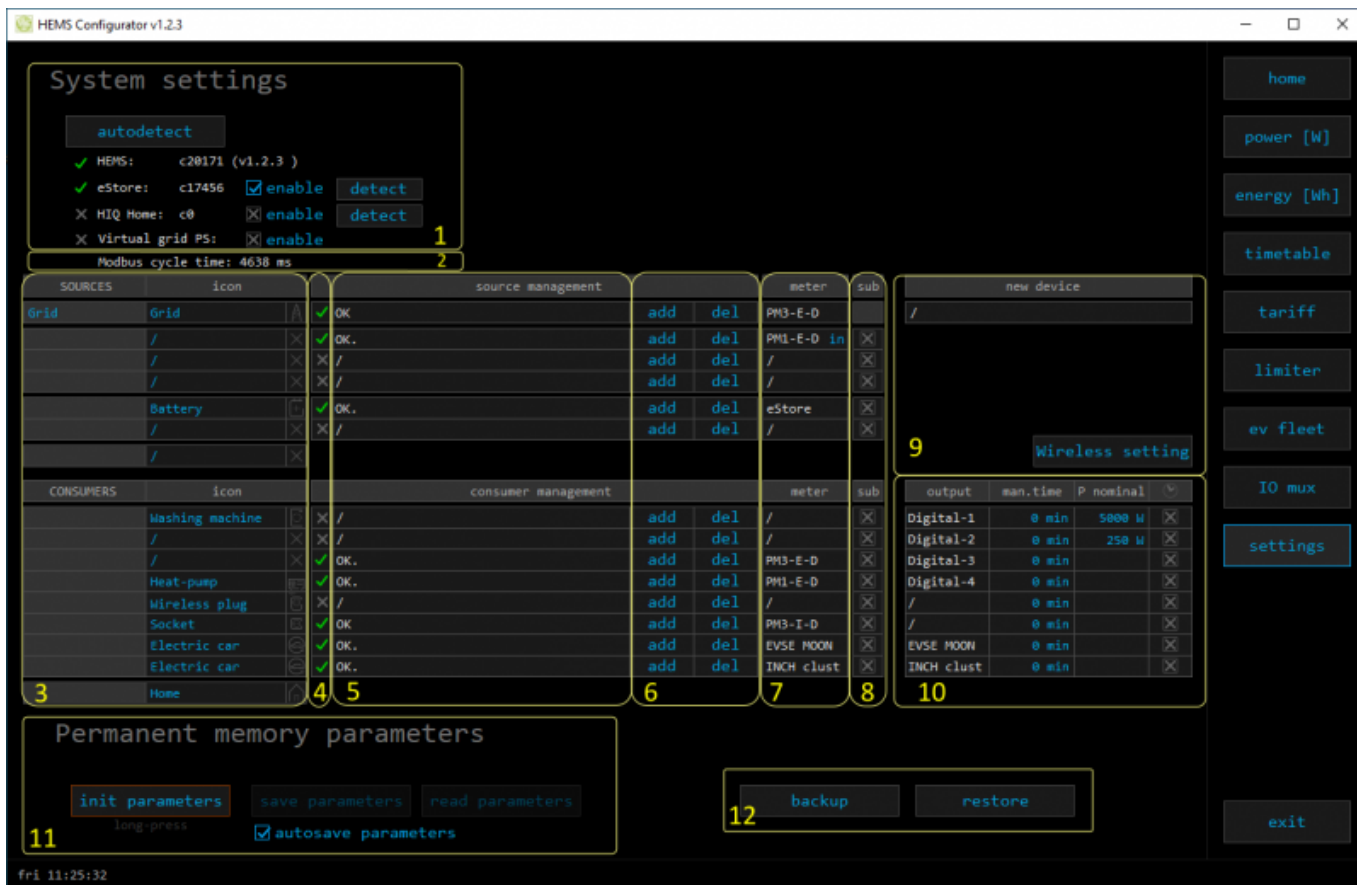 HEMS Configurator v1.2.3
System settings
home
autodetect
power [W]
HEMS: c20171 (v1.2.3 )
eStore: c17456 enable detect
energy [Wh]
HIQ Home: c0 enable detect
Virtual grid PS: enable 1
Modbus cycle time: 4638 ms 2
timetable
SOURCES icon source management meter sub new device
Grid Grid OK add del PM3-E-D /
tariff
/ OK. add del PM1-E-D in
/ / add del /
/ / add del /
limiter
Battery OK. add del eStore
/ / add del /
ev fleet
/ 9 Wireless setting
CONSUMERS icon consumer management meter sub output man.time P nominal
IO mux
Washing machine / add del / Digital-1 0 min 5000 W
/ / add del / Digital-2 0 min 250 W
settings
/ OK. add del PM3-E-D Digital-3 0 min
Heat-pump OK. add del PM1-E-D Digital-4 0 min
Wireless plug / add del / / 0 min
Socket OK add del PM3-I-D / 0 min
Electric car OK. add del EVSE MOON EVSE MOON 0 min
Electric car OK. add del INCH clust INCH clust 0 min
3 Home 4 5 6 7 8 10
Permanent memory parameters
init parameters save parameters read parameters backup restore
12
long-press autosave parameters
11
exit
fri 11:25:32